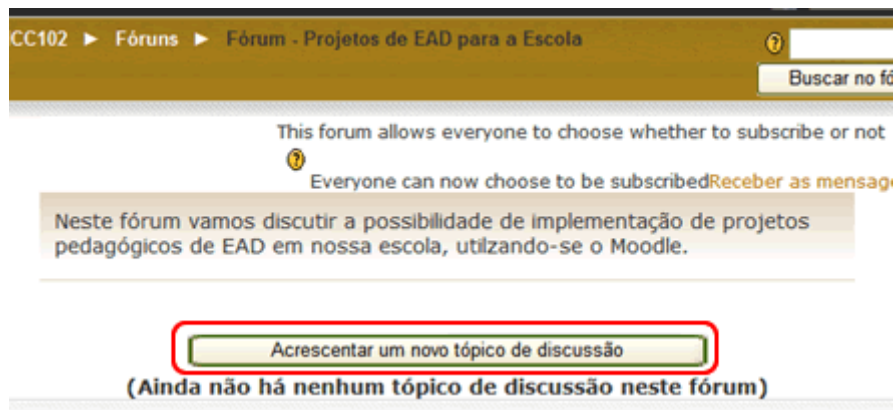 CC102 ► Fóruns ► Fórum - Projetos de EAD para a Escola
Buscar no fó
This forum allows everyone to choose whether to subscribe or not
Everyone can now choose to be subscribedReceber as mensage
Neste fórum vamos discutir a possibilidade de implementação de projetos
pedagógicos de EAD em nossa escola, utilzando-se o Moodle.
Acrescentar um novo tópico de discussão
(Ainda não há nenhum tópico de discussão neste fórum)